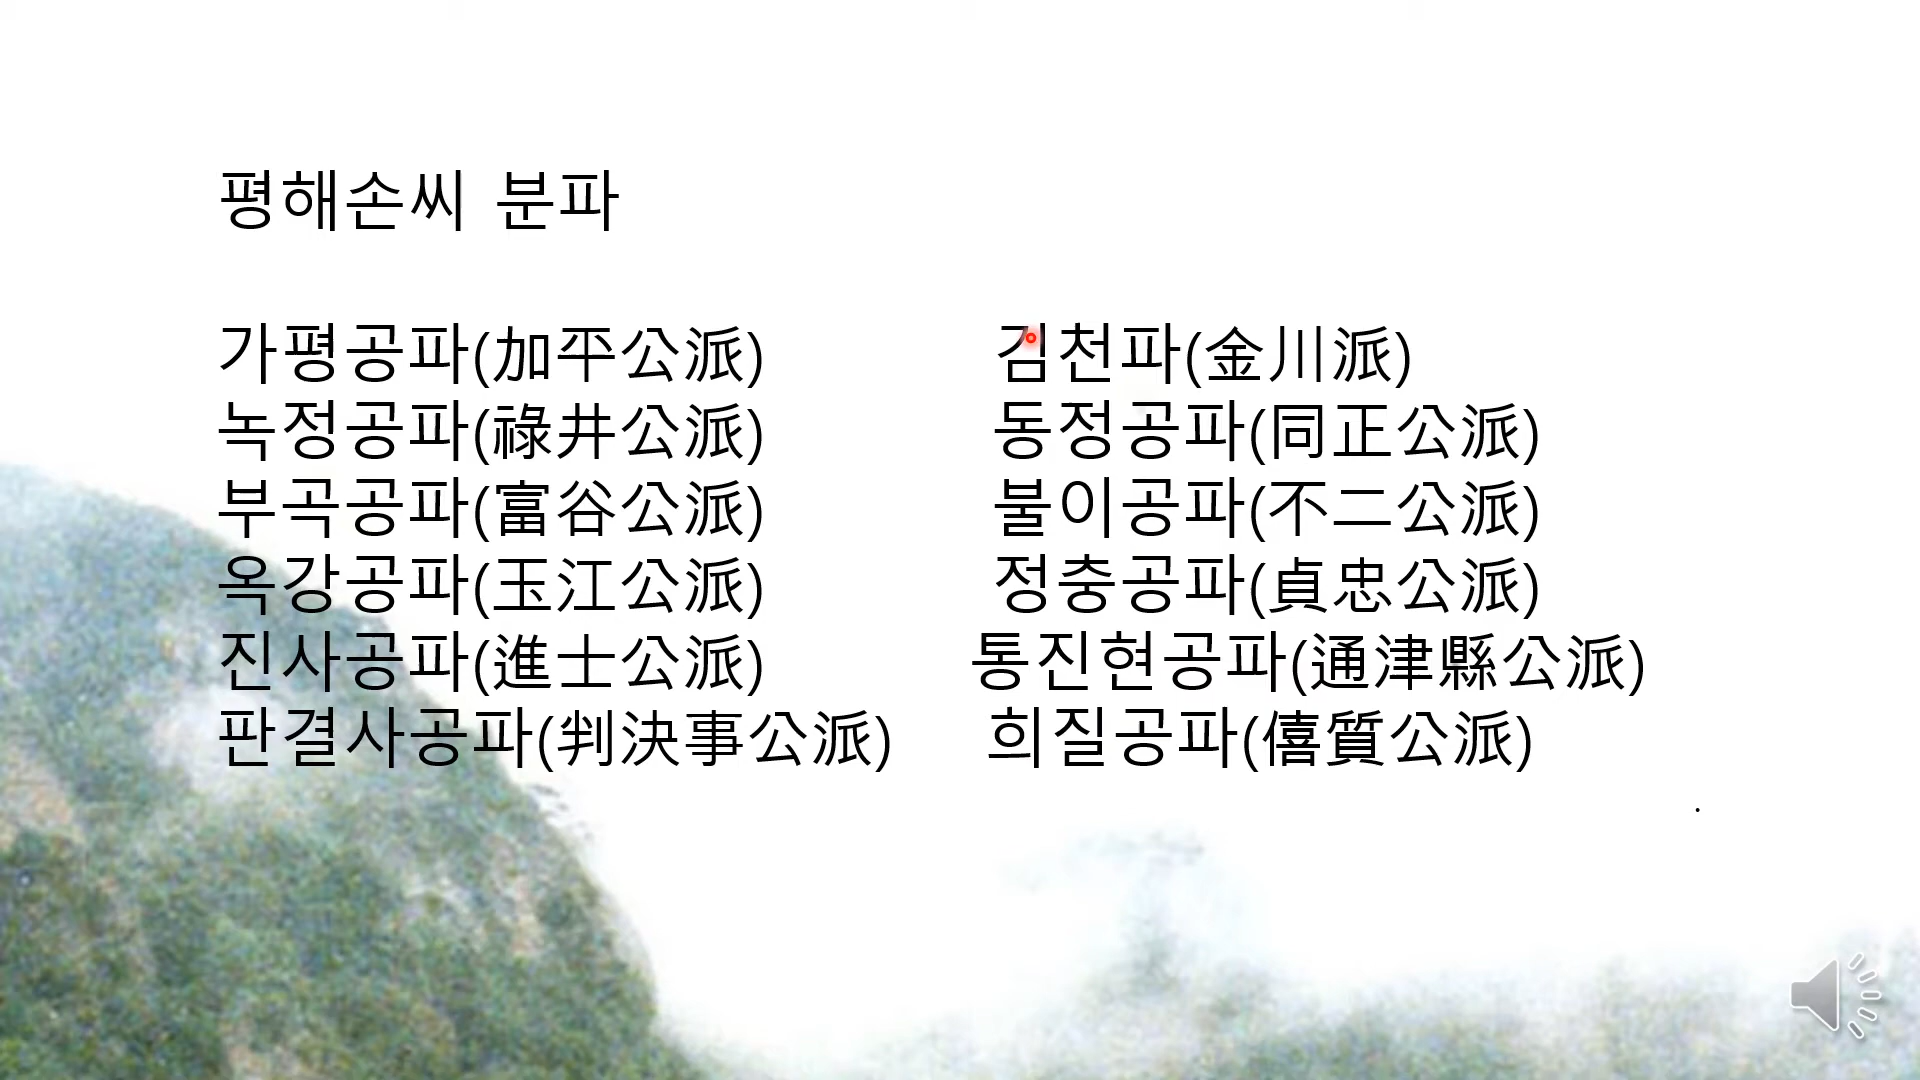 평해손씨 분파
가평공파(加平公派) 김천파(金川派)
녹정공파(祿井公派) 동정공파(同正公派)
부곡공파(富谷公派) 불이공파(不二公派)
옥강공파(玉江公派) 정충공파(貞忠公派)
진사공파(進士公派) 통진현공파(通津縣公派)
판결사공파(判決事公派) 희질공파(僖質公派)
.